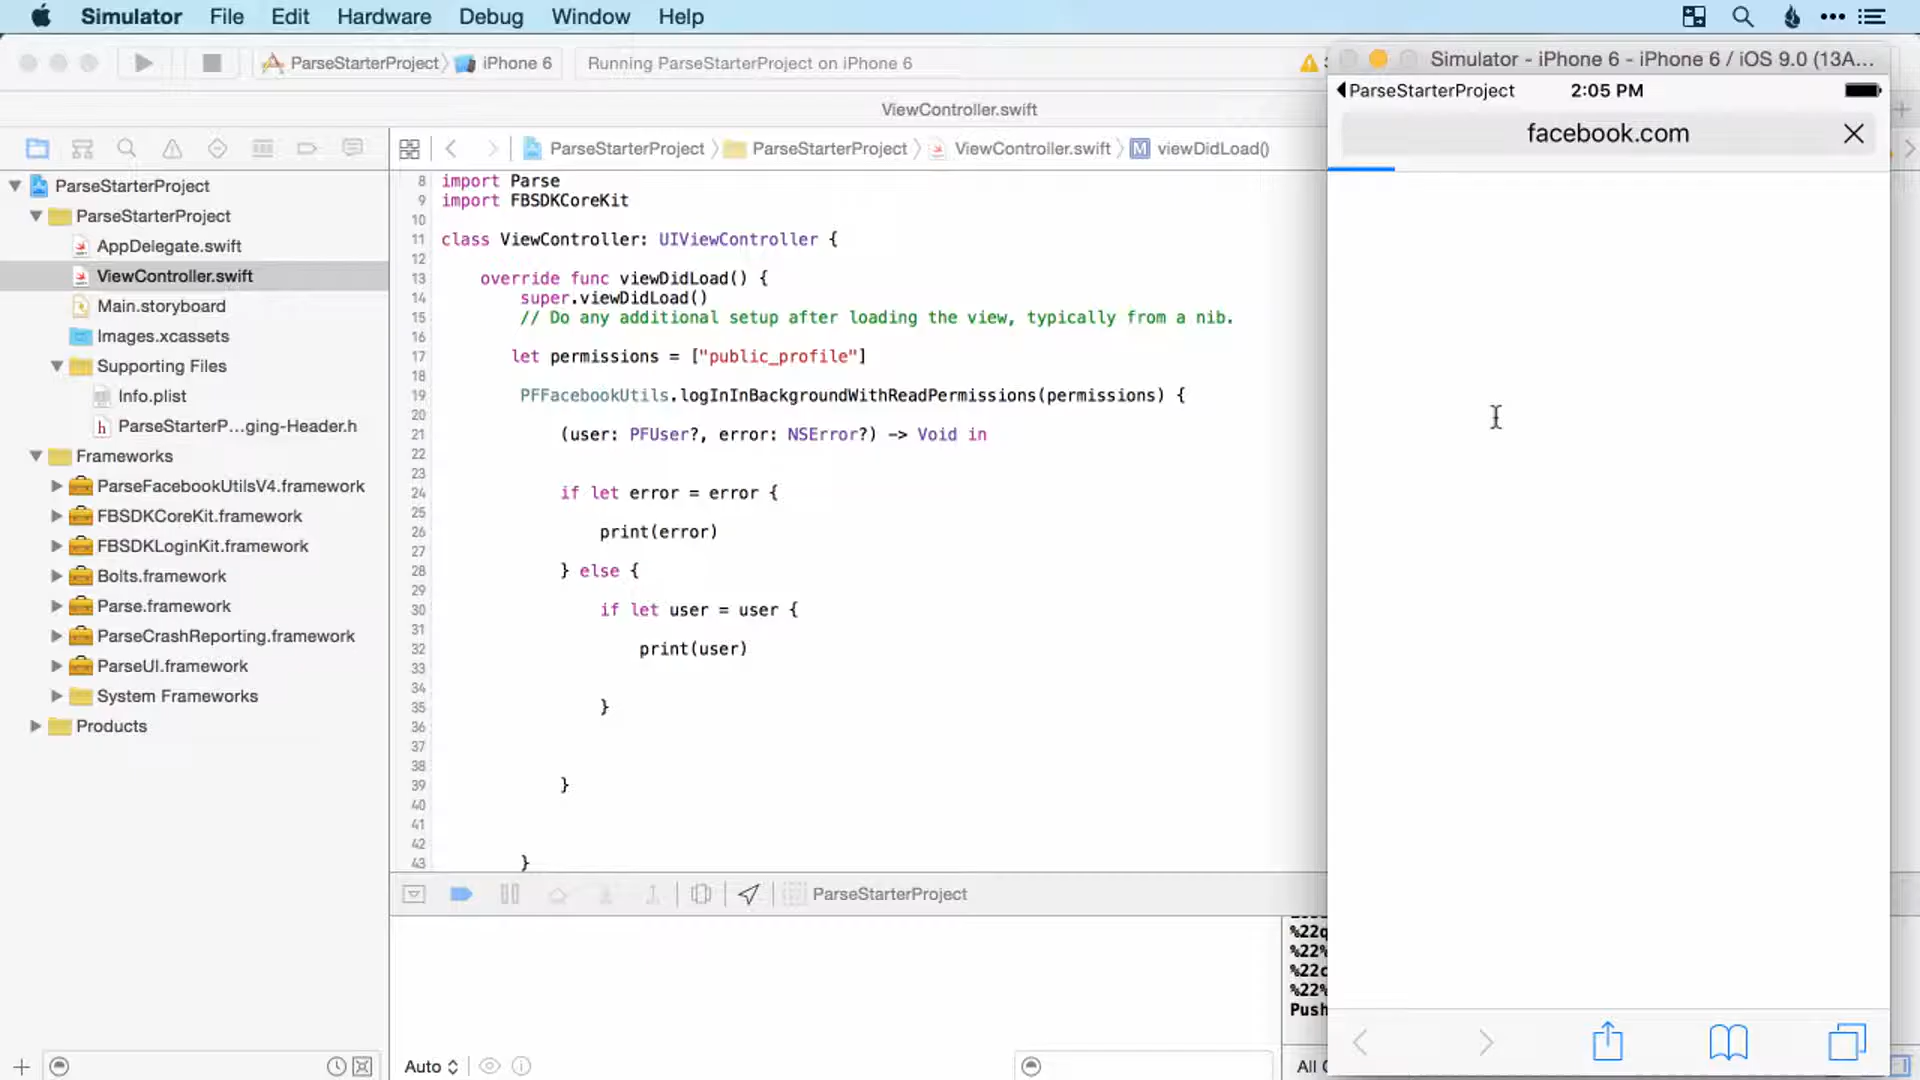 Simulator File Edit Hardware Debug Window Help
ParseStarterProject iPhone 6 Running ParseStarterProject on iPhone 6
Simulator - iPhone 6 - iPhone 6 / iOS 9.0 (13A...
ParseStarterProject 2:05 PM
facebook.com
ViewController.swift
ParseStarterProject ParseStarterProject ViewController.swift M viewDidLoad()
ParseStarterProject
ParseStarterProject
AppDelegate.swift
ViewController.swift
Main.storyboard
Images.xcassets
Supporting Files
Info.plist
h ParseStarterP...ging-Header.h
Frameworks
ParseFacebookUtilsV4.framework
FBSDKCoreKit.framework
FBSDKLoginKit.framework
Bolts.framework
Parse.framework
ParseCrashReporting.framework
ParseUI.framework
System Frameworks
Products
8 import Parse
9 import FBSDKCoreKit
10
11 class ViewController: UIViewController {
12
13 override func viewDidLoad() {
14 super.viewDidLoad()
15 // Do any additional setup after loading the view, typically from a nib.
16
17 let permissions = ["public_profile"]
18
19 PFFacebookUtils.logInInBackgroundWithReadPermissions(permissions) {
20
21 (user: PFUser?, error: NSError?) -> Void in
22
23
24 if let error = error {
25
26 print(error)
27
28 } else {
29
30 if let user = user {
31
32 print(user)
33
34
35 }
36
37
38
39 }
40
41
42
43 }
ParseStarterProject
%22q
%22%
%22c
%22%
Push
Auto
All